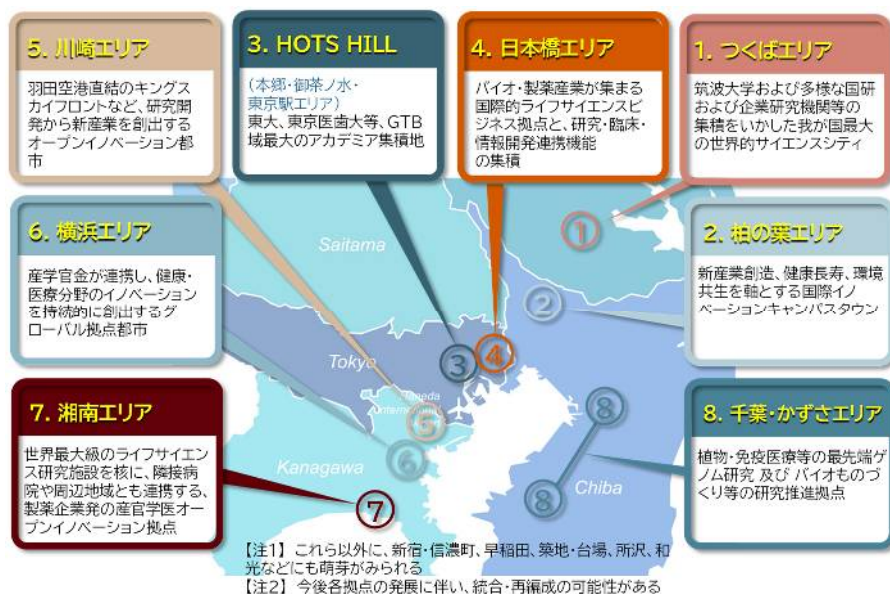 5. 川崎エリア
羽田空港直結のキングス
カイフロントなど、研究開
発から新産業を創出する
オープンイノベーション都
市
3. HOTS HILL
(本郷・御茶ノ水・
東京駅エリア)
東大、東京医歯大等、GTB
域最大のアカデミア集積地
4. 日本橋エリア
バイオ・製薬産業が集まる
国際的ライフサイエンスビ
ジネス拠点と、研究・臨床・
情報開発連携機能
の集積
1. つくばエリア
筑波大学および多様な国研
および企業研究機関等の
集積をいかした我が国最大
の世界的サイエンスシティ
6. 横浜エリア
産学官金が連携し、健康・
医療分野のイノベーション
を持続的に創出するグ
ローバル拠点都市
2. 柏の葉エリア
新産業創造、健康長寿、環境
共生を軸とする国際イノ
ベーションキャンパスタウン
7. 湘南エリア
世界最大級のライフサイエン
ス研究施設を核に、隣接病
院や周辺地域とも連携する、
製薬企業発の産官学医オー
プンイノベーション拠点
8. 千葉・かずさエリア
植物・免疫医療等の最先端ゲ
ノム研究 及び バイオものづ
くり等の研究推進拠点
Saitama
①
②
Tokyo
③
④
Haneda
International
⑤
⑥
Kanagawa
⑦
⑧
⑧
Chiba
【注1】 これら以外に、新宿・信濃町、早稲田、築地・台場、所沢、和
光などにも萌芽がみられる
【注2】 今後各拠点の発展に伴い、統合・再編成の可能性がある